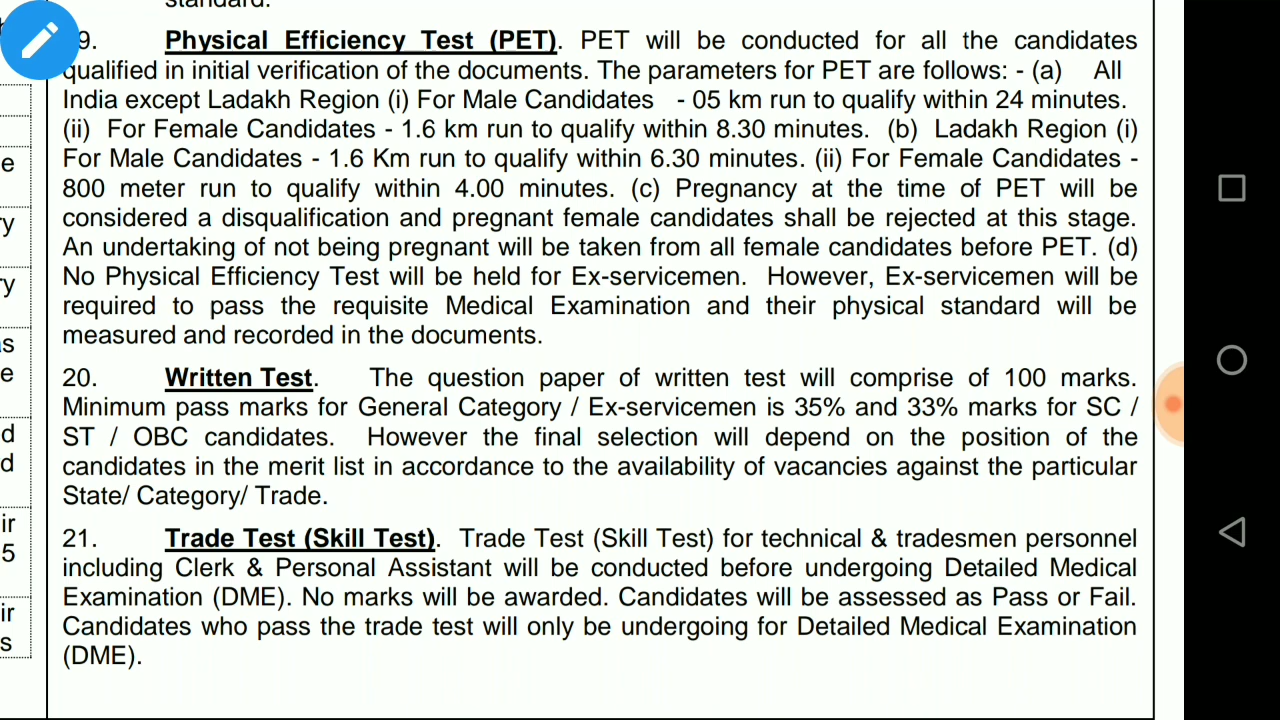 standard.
9. Physical Efficiency Test (PET). PET will be conducted for all the candidates
qualified in initial verification of the documents. The parameters for PET are follows: - (a) All
India except Ladakh Region (i) For Male Candidates - 05 km run to qualify within 24 minutes.
(ii) For Female Candidates - 1.6 km run to qualify within 8.30 minutes. (b) Ladakh Region (i)
For Male Candidates - 1.6 Km run to qualify within 6.30 minutes. (ii) For Female Candidates -
800 meter run to qualify within 4.00 minutes. (c) Pregnancy at the time of PET will be
considered a disqualification and pregnant female candidates shall be rejected at this stage.
An undertaking of not being pregnant will be taken from all female candidates before PET. (d)
No Physical Efficiency Test will be held for Ex-servicemen. However, Ex-servicemen will be
required to pass the requisite Medical Examination and their physical standard will be
measured and recorded in the documents.
20. Written Test. The question paper of written test will comprise of 100 marks.
Minimum pass marks for General Category / Ex-servicemen is 35% and 33% marks for SC /
ST / OBC candidates. However the final selection will depend on the position of the
candidates in the merit list in accordance to the availability of vacancies against the particular
State/ Category/ Trade.
21. Trade Test (Skill Test). Trade Test (Skill Test) for technical & tradesmen personnel
including Clerk & Personal Assistant will be conducted before undergoing Detailed Medical
Examination (DME). No marks will be awarded. Candidates will be assessed as Pass or Fail.
Candidates who pass the trade test will only be undergoing for Detailed Medical Examination
(DME).